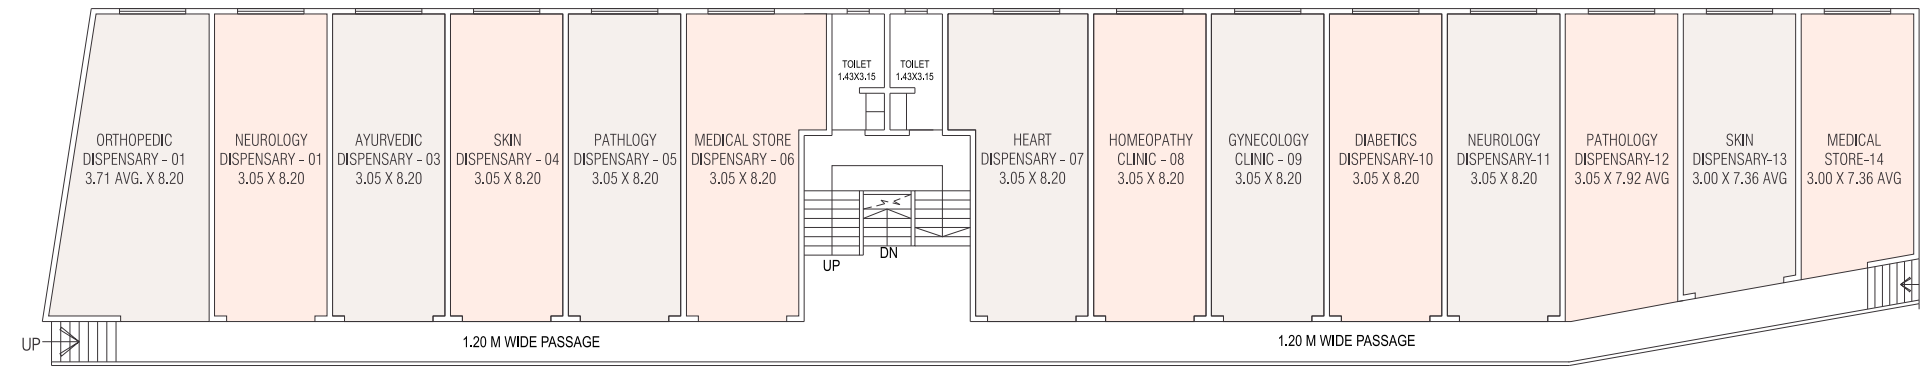 TOILET
1.43X3.15
TOILET
1.43X3.15
ORTHOPEDIC
DISPENSARY - 01
3.71 AVG. X 8.20
NEUROLOGY
DISPENSARY - 01
3.05 X 8.20
AYURVEDIC
DISPENSARY - 03
3.05 X 8.20
SKIN
DISPENSARY - 04
3.05 X 8.20
PATHLOGY
DISPENSARY - 05
3.05 X 8.20
MEDICAL STORE
DISPENSARY - 06
3.05 X 8.20
HEART
DISPENSARY - 07
3.05 X 8.20
HOMEOPATHY
CLINIC - 08
3.05 X 8.20
GYNECOLOGY
CLINIC - 09
3.05 X 8.20
DIABETICS
DISPENSARY-10
3.05 X 8.20
NEUROLOGY
DISPENSARY-11
3.05 X 8.20
PATHOLOGY
DISPENSARY-12
3.05 X 7.92 AVG
SKIN
DISPENSARY-13
3.00 X 7.36 AVG
MEDICAL
STORE-14
3.00 X 7.36 AVG
UP
DN
UP
1.20 M WIDE PASSAGE
1.20 M WIDE PASSAGE